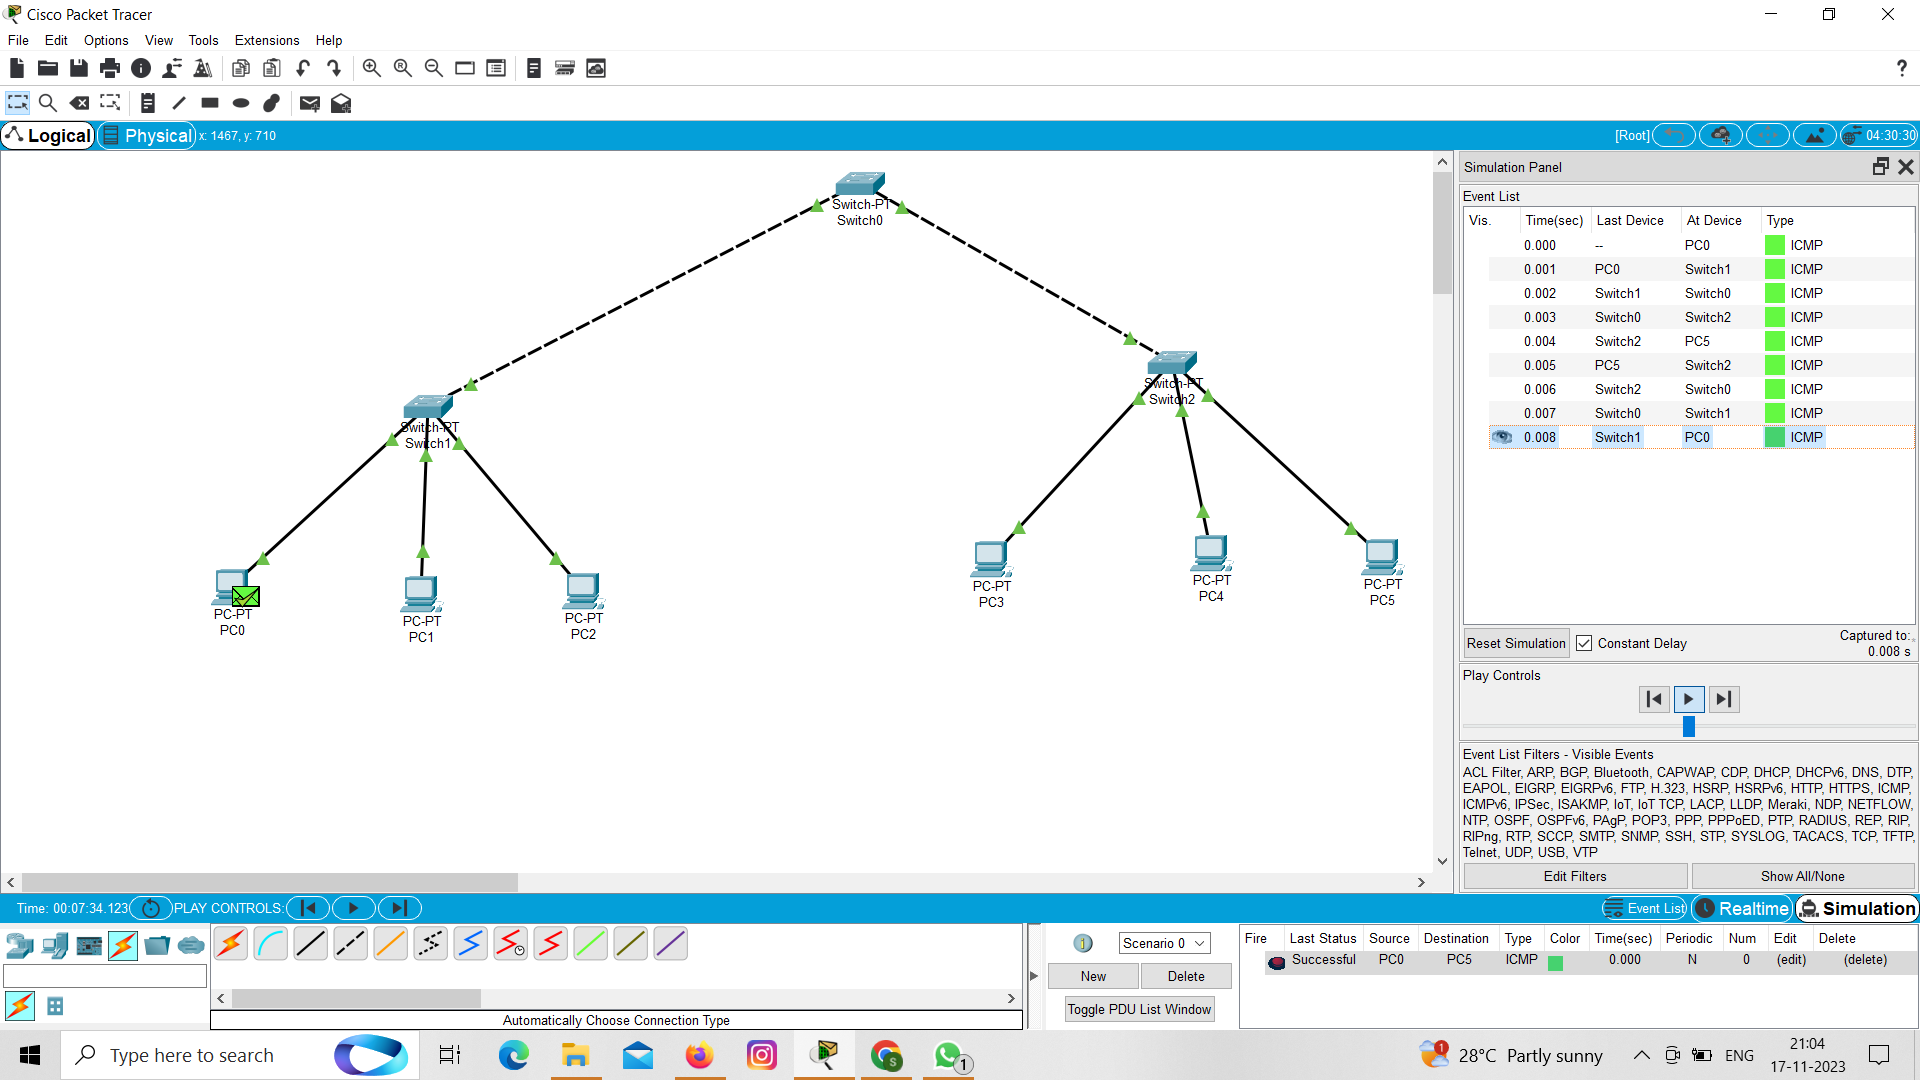 Cisco Packet Tracer
File Edit Options View Tools Extensions Help
?
Logical Physical x: 1467, y: 710
[Root] 04:30:30
Switch-PT
Switch0
Switch-PT
Switch1
Switch-PT
Switch2
PC-PT
PC0
PC-PT
PC1
PC-PT
PC2
PC-PT
PC3
PC-PT
PC4
PC-PT
PC5
Simulation Panel
Event List
Vis. Time(sec) Last Device At Device Type
0.000 -- PC0 ICMP
0.001 PC0 Switch1 ICMP
0.002 Switch1 Switch0 ICMP
0.003 Switch0 Switch2 ICMP
0.004 Switch2 PC5 ICMP
0.005 PC5 Switch2 ICMP
0.006 Switch2 Switch0 ICMP
0.007 Switch0 Switch1 ICMP
0.008 Switch1 PC0 ICMP
Reset Simulation Constant Delay
Captured to:
0.008 s
Play Controls
Event List Filters - Visible Events
ACL Filter, ARP, BGP, Bluetooth, CAPWAP, CDP, DHCP, DHCPv6, DNS, DTP,
EAPOL, EIGRP, EIGRPv6, FTP, H.323, HSRP, HSRPv6, HTTP, HTTPS, ICMP,
ICMPv6, IPSec, ISAKMP, IoT, IoT TCP, LACP, LLDP, Meraki, NDP, NETFLOW,
NTP, OSPF, OSPFv6, PAgP, POP3, PPP, PPPoED, PTP, RADIUS, REP, RIP,
RIPng, RTP, SCCP, SMTP, SNMP, SSH, STP, SYSLOG, TACACS, TCP, TFTP,
Telnet, UDP, USB, VTP
Edit Filters Show All/None
Time: 00:07:34.123 PLAY CONTROLS:
Event List Realtime Simulation
Automatically Choose Connection Type
1 Scenario 0
New Delete
Toggle PDU List Window
Fire Last Status Source Destination Type Color Time(sec) Periodic Num Edit Delete
Successful PC0 PC5 ICMP 0.000 N 0 (edit) (delete)
Type here to search
S
1
1
28°C Partly sunny
ENG
21:04
17-11-2023